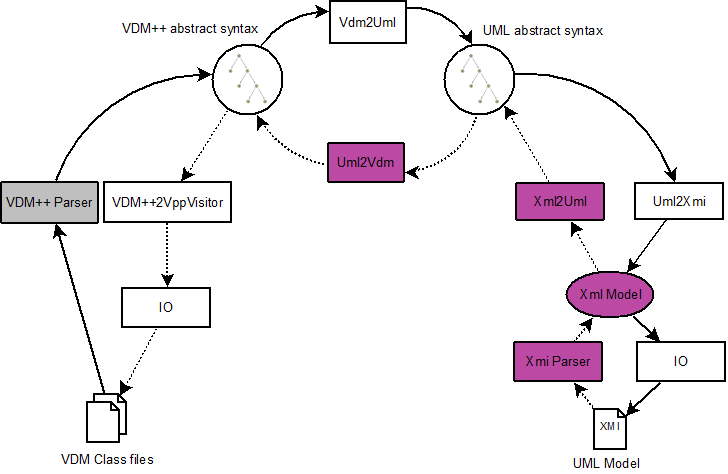 VDM++ abstract syntax
Vdm2Uml
UML abstract syntax
Uml2Vdm
VDM++ Parser
VDM++2VppVisitor
Xml2Uml
Uml2Xmi
IO
Xml Model
Xmi Parser
IO
XMI
VDM Class files
UML Model